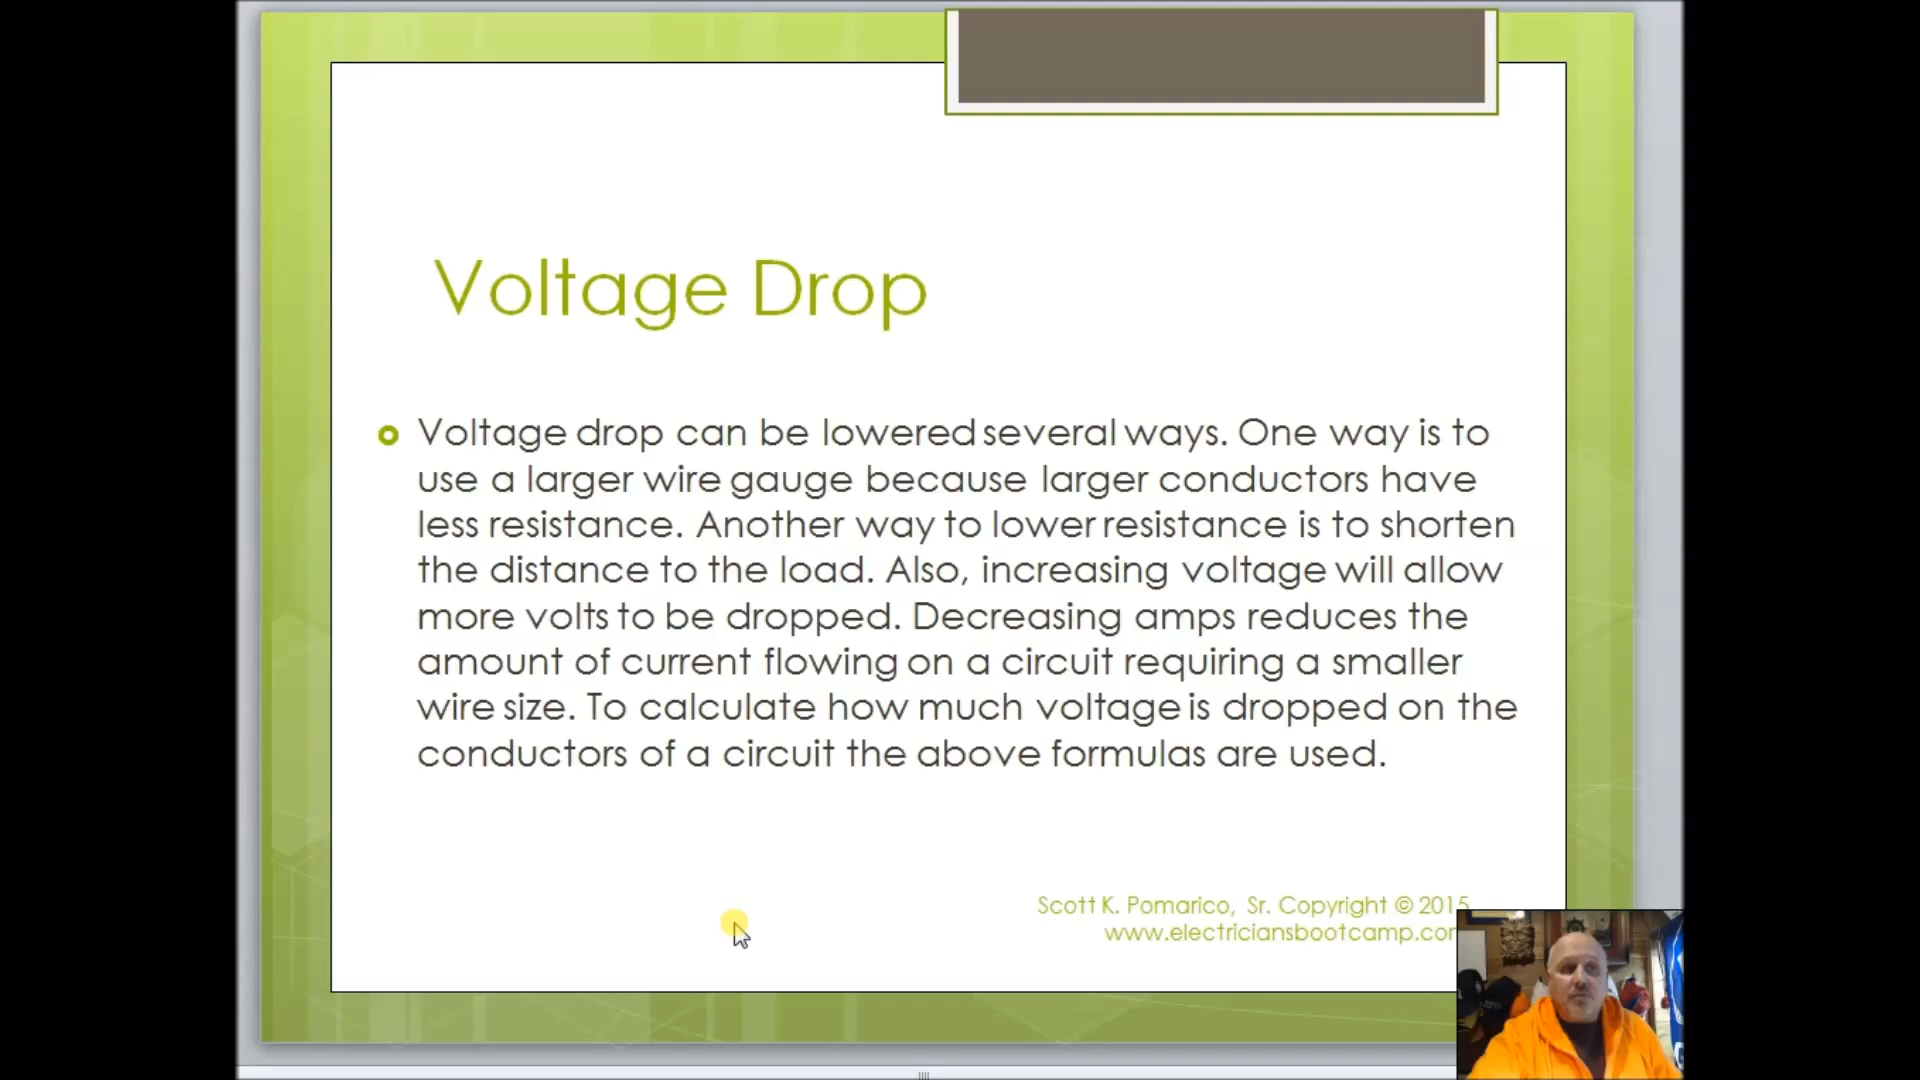 Voltage Drop
Voltage drop can be lowered several ways. One way is to
use a larger wire gauge because larger conductors have
less resistance. Another way to lower resistance is to shorten
the distance to the load. Also, increasing voltage will allow
more volts to be dropped. Decreasing amps reduces the
amount of current flowing on a circuit requiring a smaller
wire size. To calculate how much voltage is dropped on the
conductors of a circuit the above formulas are used.
Scott K. Pomarico, Sr. Copyright © 2015
www.electriciansbootcamp.com